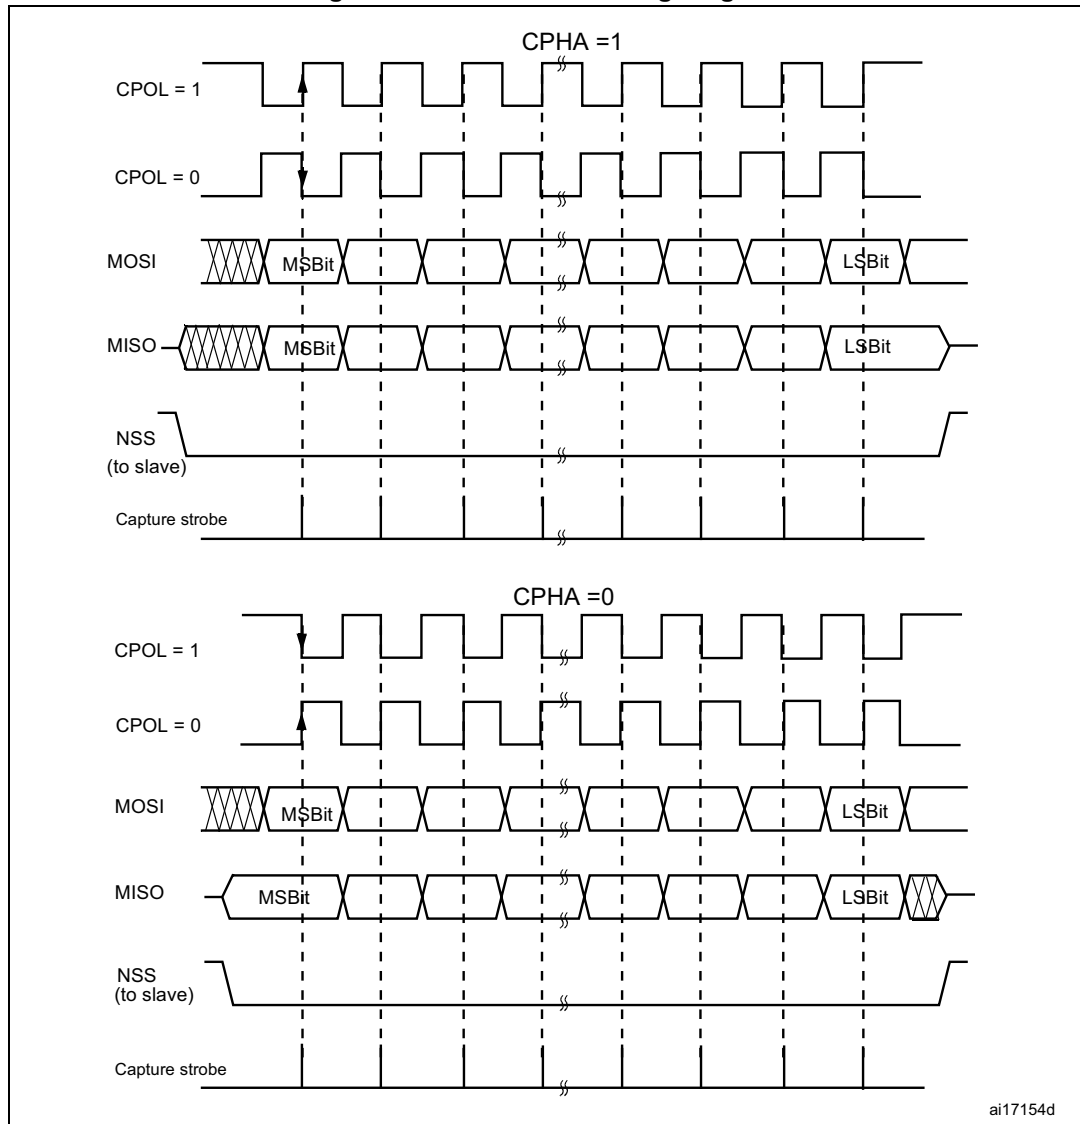 CPHA =1
CPOL = 1
CPOL = 0
MOSI
MSBit
LSBit
MISO
MSBit
LSBit
NSS
(to slave)
Capture strobe
CPHA =0
CPOL = 1
CPOL = 0
MOSI
MSBit
LSBit
MISO
MSBit
LSBit
NSS
(to slave)
Capture strobe
ai17154d